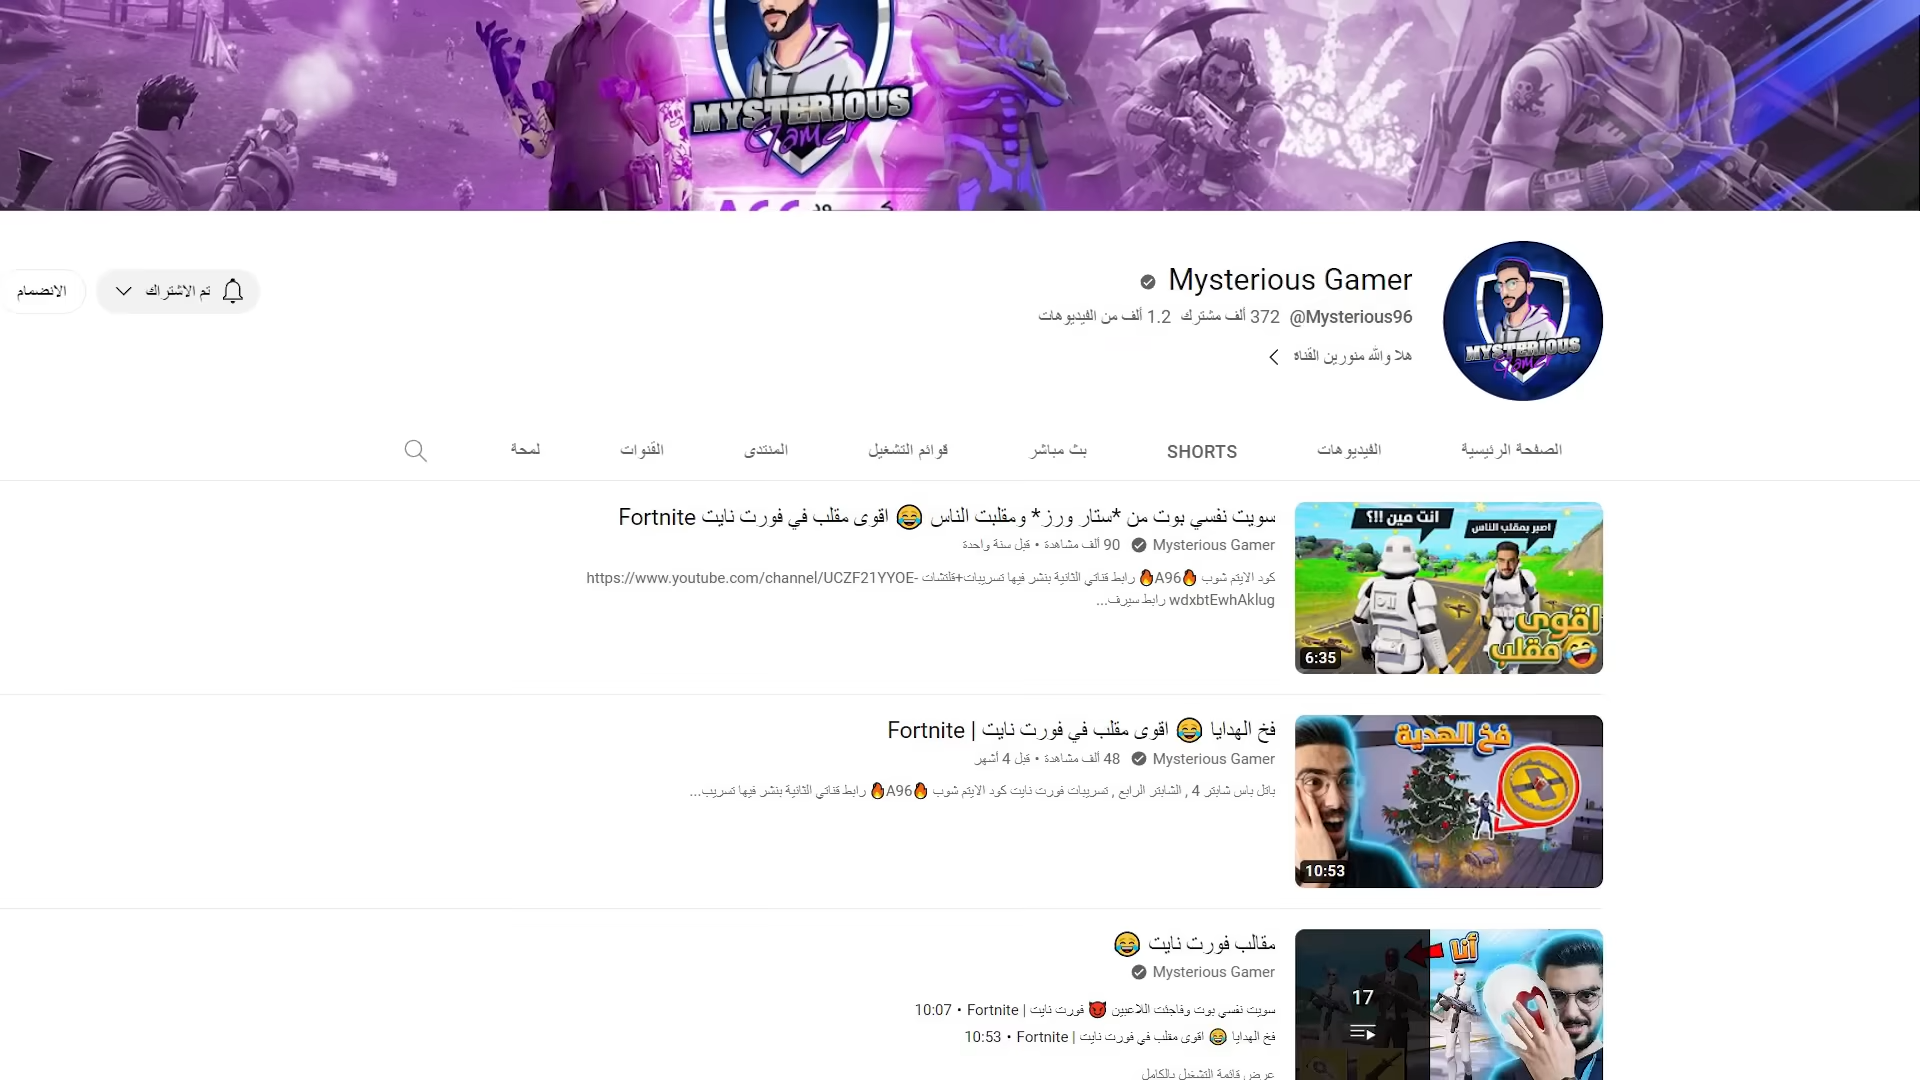 MYSTERIOUS
Gamer
Mysterious Gamer
@Mysterious96 372 ألف مشترك 1.2 ألف من الفيديوهات
هلا والله منورين القناة
تم الاشتراك
الانضمام
MYSTERIOUS
Gamer
الصفحة الرئيسية
الفيديوهات
SHORTS
بث مباشر
قوائم التشغيل
المنتدى
القنوات
لمحة
انت مين !!؟
اصبر بمقلب الناس
اقوى
مقلب
6:35
سويت نفسي بوت من *ستار ورز* ومقلبت الناس 😂 اقوى مقلب في فورت نايت Fortnite
Mysterious Gamer 90 ألف مشاهدة • قبل سنة واحدة
كود الايتم شوب 🔥A96🔥 رابط قناتي الثانية بنشر فيها تسريبات+قلتشات https://www.youtube.com/channel/UCZF21YYOE-
wdxbtEwhAklug رابط سيرف...
فخ الهدية
10:53
فخ الهدايا 😂 اقوى مقلب في فورت نايت | Fortnite
Mysterious Gamer 48 ألف مشاهدة • قبل 4 أشهر
باتل باس شابتر 4 , الشابتر الرابع , تسريبات فورت نايت كود الايتم شوب 🔥A96🔥 رابط قناتي الثانية بنشر فيها تسريب...
أنا
17
مقالب فورت نايت 😂
Mysterious Gamer
سويت نفسي بوت وفاجئت اللاعبين 😈 فورت نايت | Fortnite • 10:07
فخ الهدايا 😂 اقوى مقلب في فورت نايت | Fortnite • 10:53
عرض قائمة التشغيل بالكامل